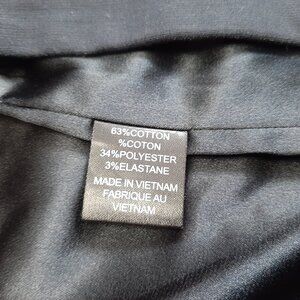 63%COTTON
%COTON
34%POLYESTER
3%ELASTANE
MADE IN VIETNAM
FABRIQUE AU
VIETNAM